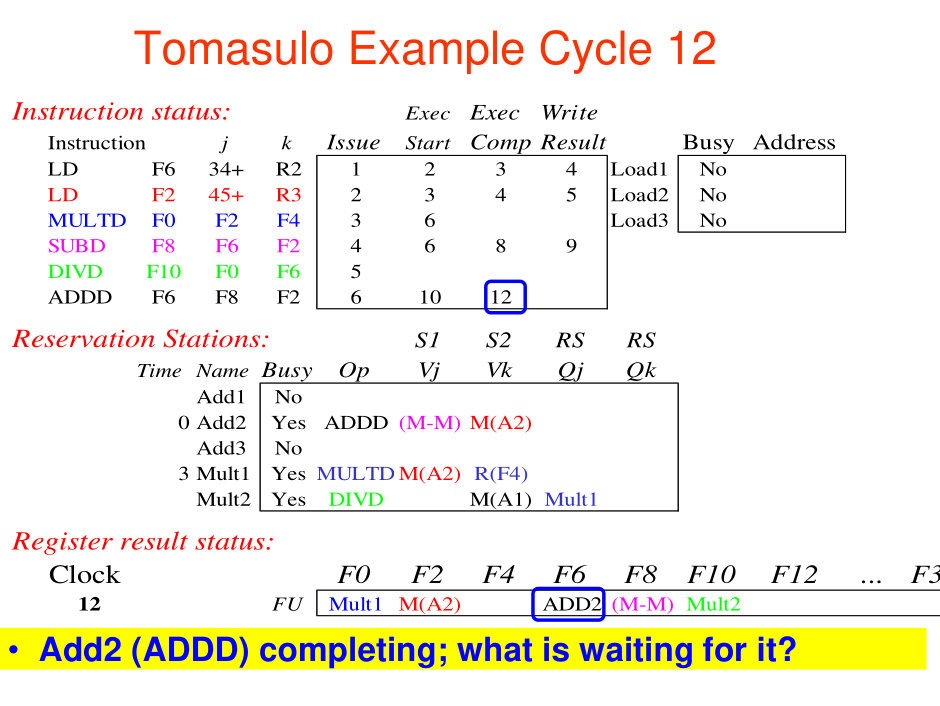 Tomasulo Example Cycle 12
Instruction status: Exec Exec Write
Instruction j k Issue Start Comp Result Busy Address
LD F6 34+ R2 1 2 3 4 Load1 No
LD F2 45+ R3 2 3 4 5 Load2 No
MULTD F0 F2 F4 3 6 Load3 No
SUBD F8 F6 F2 4 6 8 9
DIVD F10 F0 F6 5
ADDD F6 F8 F2 6 10 12
Reservation Stations: S1 S2 RS RS
Time Name Busy Op Vj Vk Qj Qk
Add1 No
0 Add2 Yes ADDD (M-M) M(A2)
Add3 No
3 Mult1 Yes MULTD M(A2) R(F4)
Mult2 Yes DIVD M(A1) Mult1
Register result status:
Clock F0 F2 F4 F6 F8 F10 F12 ...
12 FU Mult1 M(A2) ADD2 (M-M) Mult2
• Add2 (ADDD) completing; what is waiting for it?